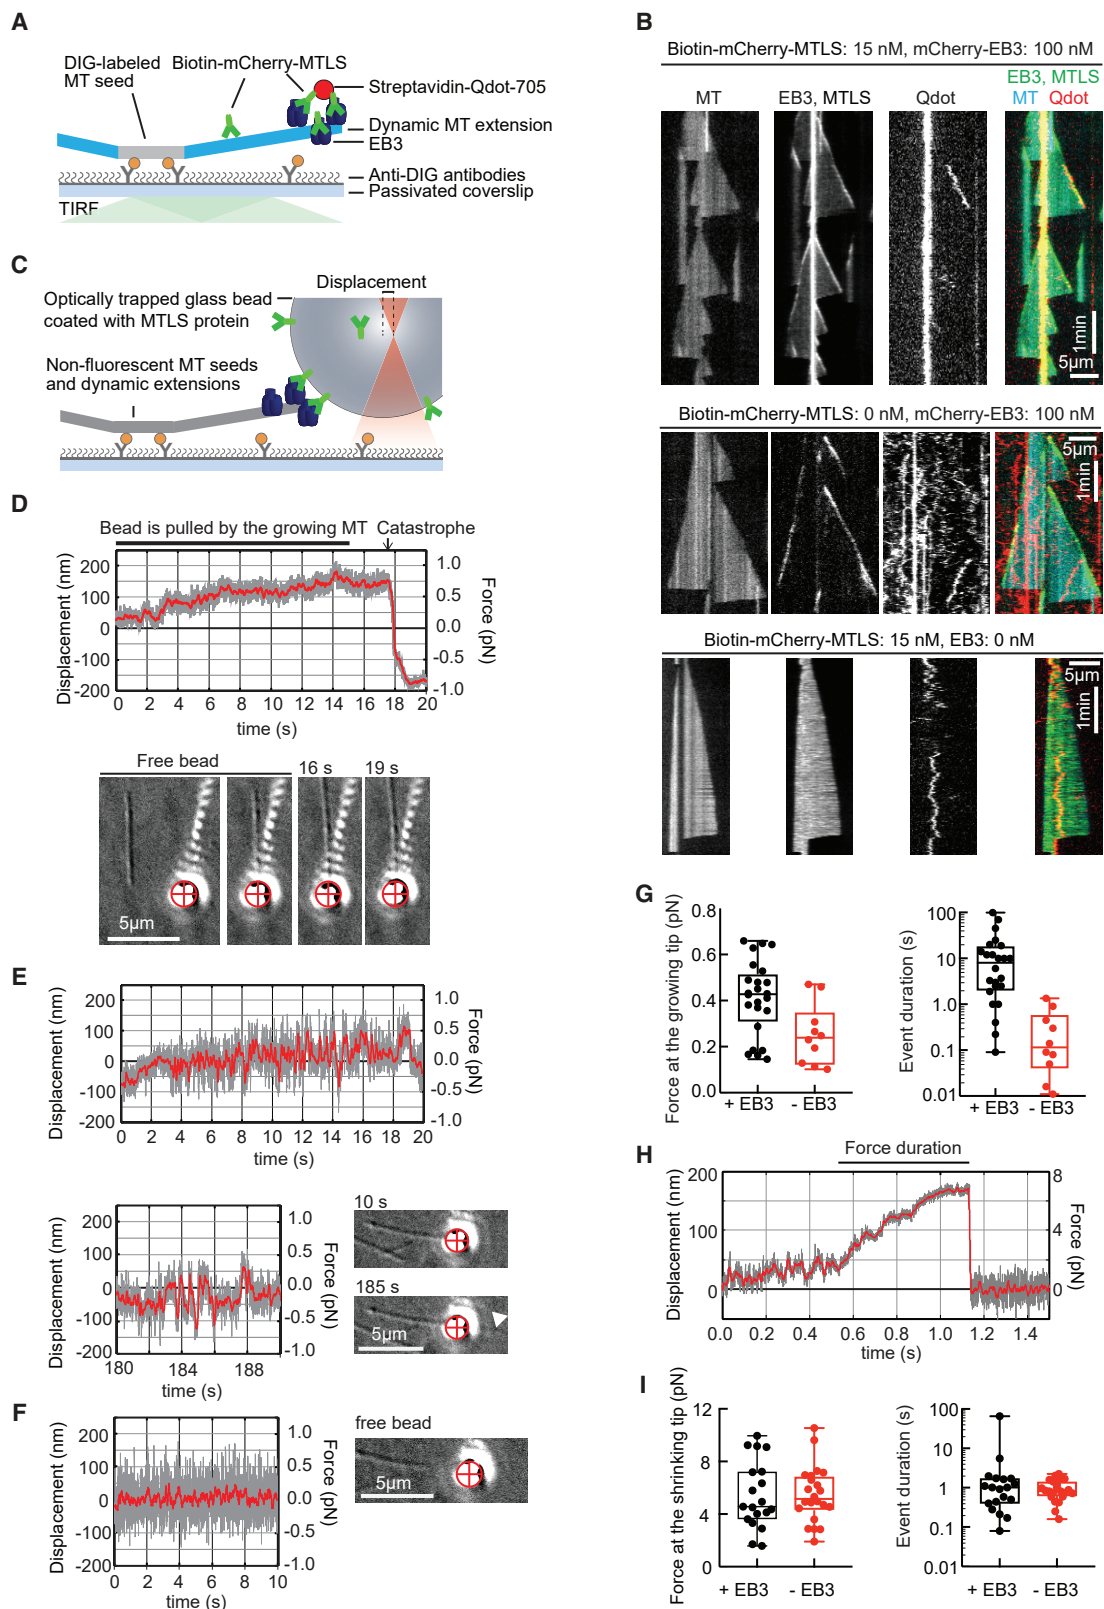 A
DIG-labeled
MT seed
Biotin-mCherry-MTLS
Streptavidin-Qdot-705
Dynamic MT extension
EB3
Anti-DIG antibodies
Passivated coverslip
TIRF
B
Biotin-mCherry-MTLS: 15 nM, mCherry-EB3: 100 nM
EB3, MTLS
MT
EB3, MTLS
Qdot
MT Qdot
1min
5µm
Biotin-mCherry-MTLS: 0 nM, mCherry-EB3: 100 nM
5µm
1min
Biotin-mCherry-MTLS: 15 nM, EB3: 0 nM
5µm
1min
C
Displacement
Optically trapped glass bead
coated with MTLS protein
Non-fluorescent MT seeds
and dynamic extensions
D
Bead is pulled by the growing MT
Catastrophe
Displacement (nm)
200
100
0
-100
-200
1.0
0.5
0.0
-0.5
-1.0
Force (pN)
0 2 4 6 8 10 12 14 16 18 20
time (s)
Free bead
16 s
19 s
5µm
E
Displacement (nm)
200
100
0
-100
-200
1.0
0.5
0.0
-0.5
-1.0
Force (pN)
0 2 4 6 8 10 12 14 16 18 20
time (s)
Displacement (nm)
200
100
0
-100
-200
1.0
0.5
0.0
-0.5
-1.0
Force (pN)
180 184 188
time (s)
10 s
185 s
5µm
F
Displacement (nm)
200
100
0
-100
-200
1.0
0.5
0.0
-0.5
-1.0
Force (pN)
0 2 4 6 8 10
time (s)
free bead
5µm
G
Force at the growing tip (pN)
0.8
0.6
0.4
0.2
0.0
+ EB3 - EB3
Event duration (s)
100
10
1.0
0.1
0.01
+ EB3 - EB3
H
Force duration
Displacement (nm)
200
100
0
8
4
0
Force (pN)
0.0 0.2 0.4 0.6 0.8 1.0 1.2 1.4
time (s)
I
Force at the shrinking tip (pN)
12
8
4
0
+ EB3 - EB3
Event duration (s)
100
10
1
0.1
0.01
+ EB3 - EB3